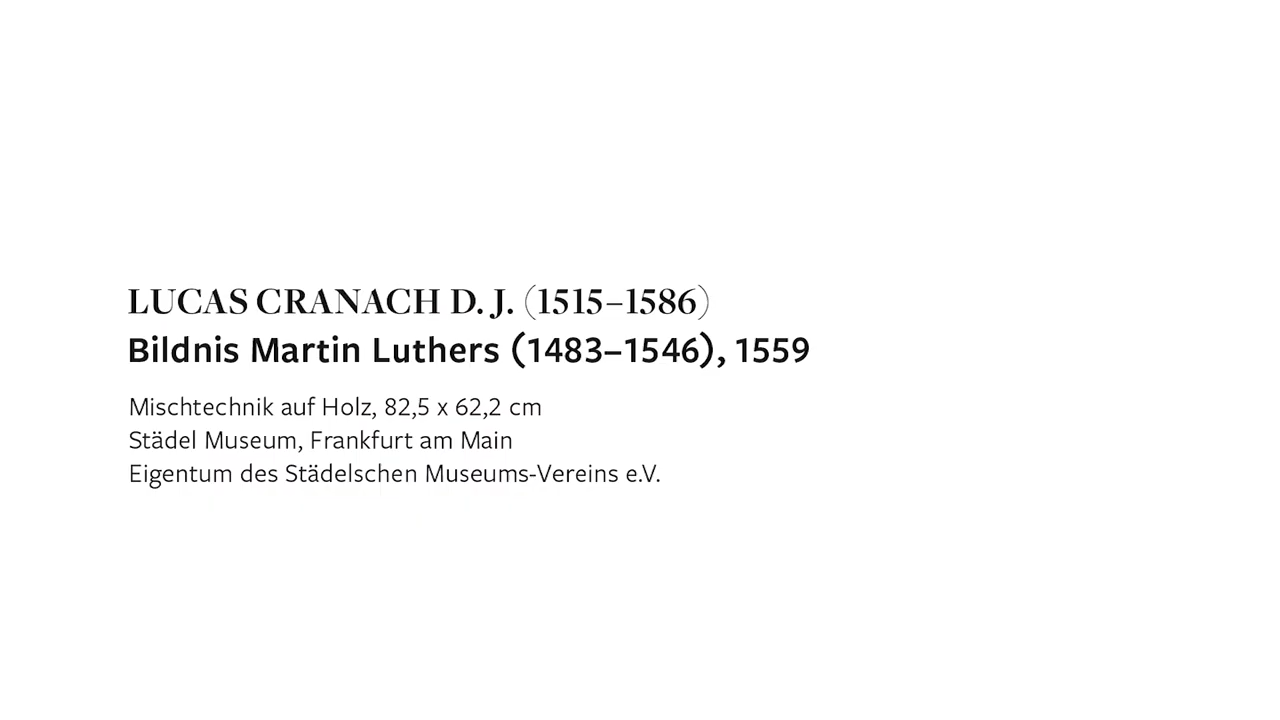 LUCAS CRANACH D. J. (1515–1586)
Bildnis Martin Luthers (1483–1546), 1559
Mischtechnik auf Holz, 82,5 x 62,2 cm
Städel Museum, Frankfurt am Main
Eigentum des Städelschen Museums-Vereins e.V.